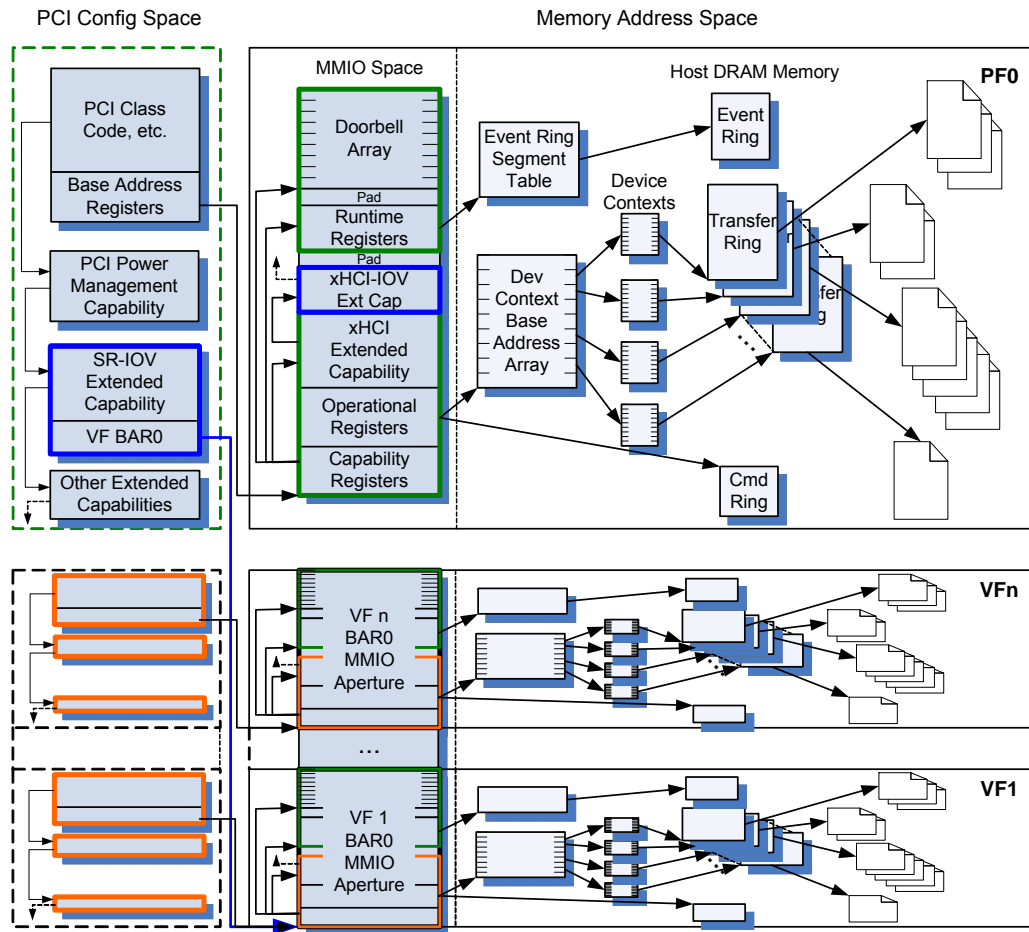 PCI Config Space
Memory Address Space
PCI Class
Code, etc.
Base Address
Registers
PCI Power
Management
Capability
SR-IOV
Extended
Capability
VF BAR0
Other Extended
Capabilities
MMIO Space
Doorbell
Array
Pad
Runtime
Registers
Pad
xHCI-IOV
Ext Cap
xHCI
Extended
Capability
Operational
Registers
Capability
Registers
Host DRAM Memory
PF0
Event Ring
Segment
Table
Event
Ring
Device
Contexts
Transfer
Ring
Dev
Context
Base
Address
Array
...
Cmd
Ring
VFn
VF n
BAR0
MMIO
Aperture
...
...
VF1
VF 1
BAR0
MMIO
Aperture
...